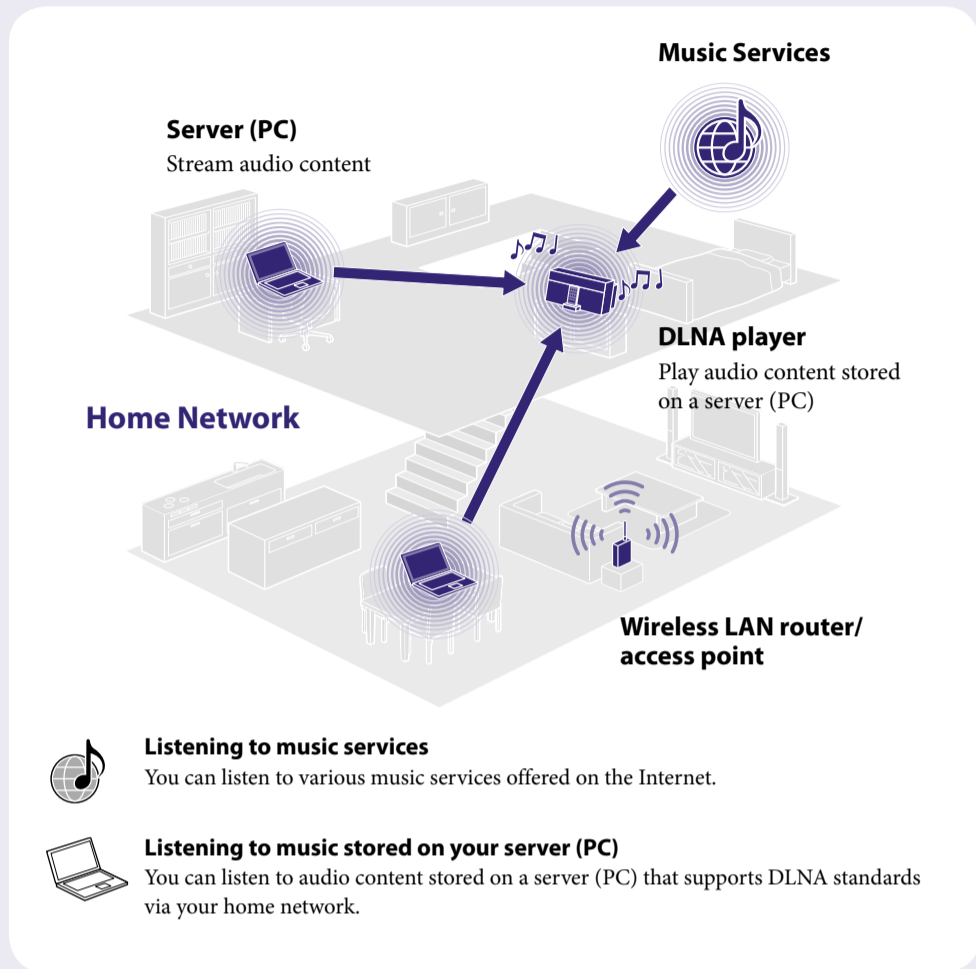 Music Services
Server (PC)
Stream audio content
DLNA player
Play audio content stored
on a server (PC)
Home Network
Wireless LAN router/
access point
Listening to music services
You can listen to various music services offered on the Internet.
Listening to music stored on your server (PC)
You can listen to audio content stored on a server (PC) that supports DLNA standards
via your home network.